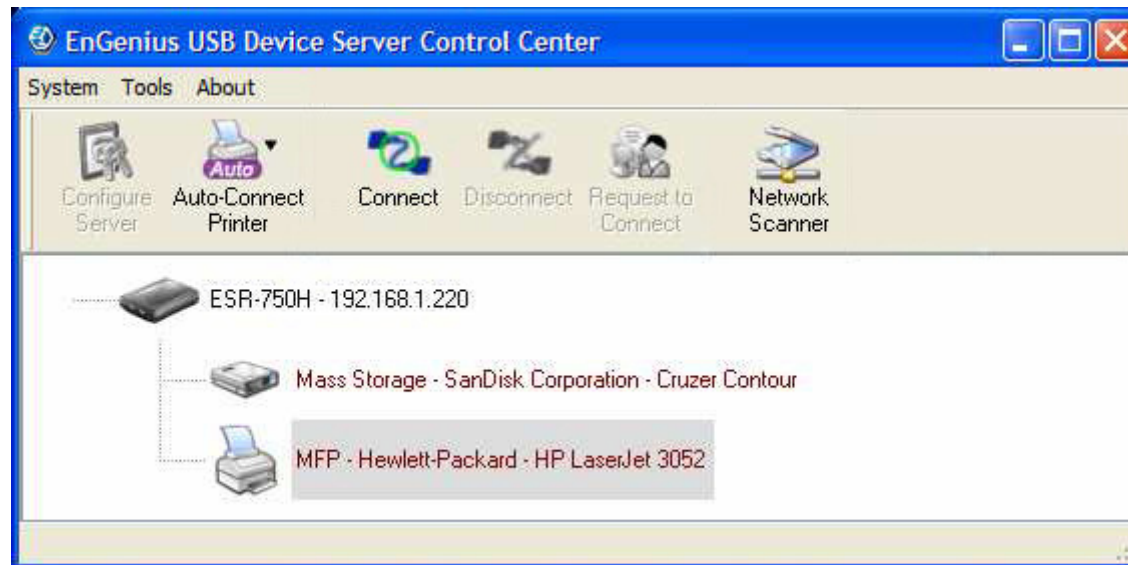 EnGenius USB Device Server Control Center
System Tools About
Auto
Configure Server
Auto-Connect Printer
Connect
Disconnect
Request to Connect
Network Scanner
ESR-750H - 192.168.1.220
Mass Storage - SanDisk Corporation - Cruzer Contour
MFP - Hewlett-Packard - HP LaserJet 3052